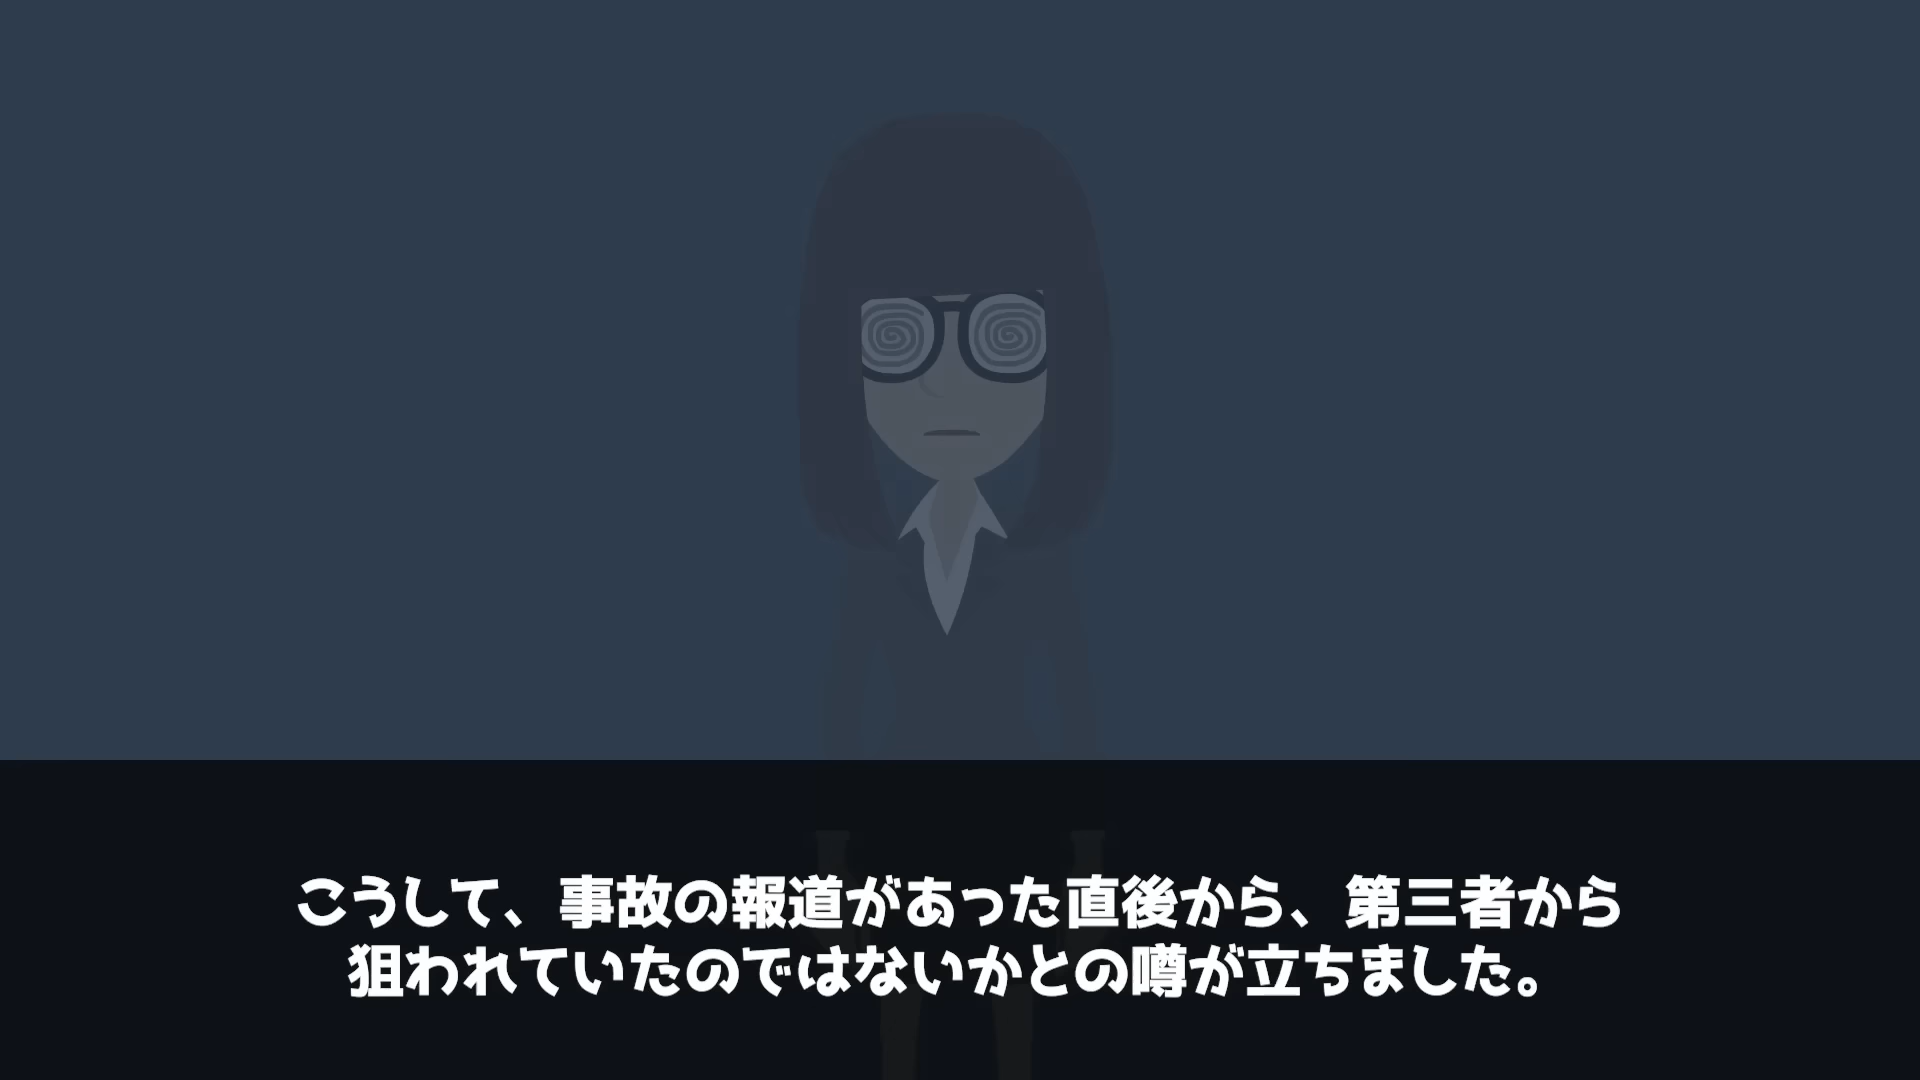 こうして、事故の報道があった直後から、第三者から
狙われていたのではないかとの噂が立ちました。